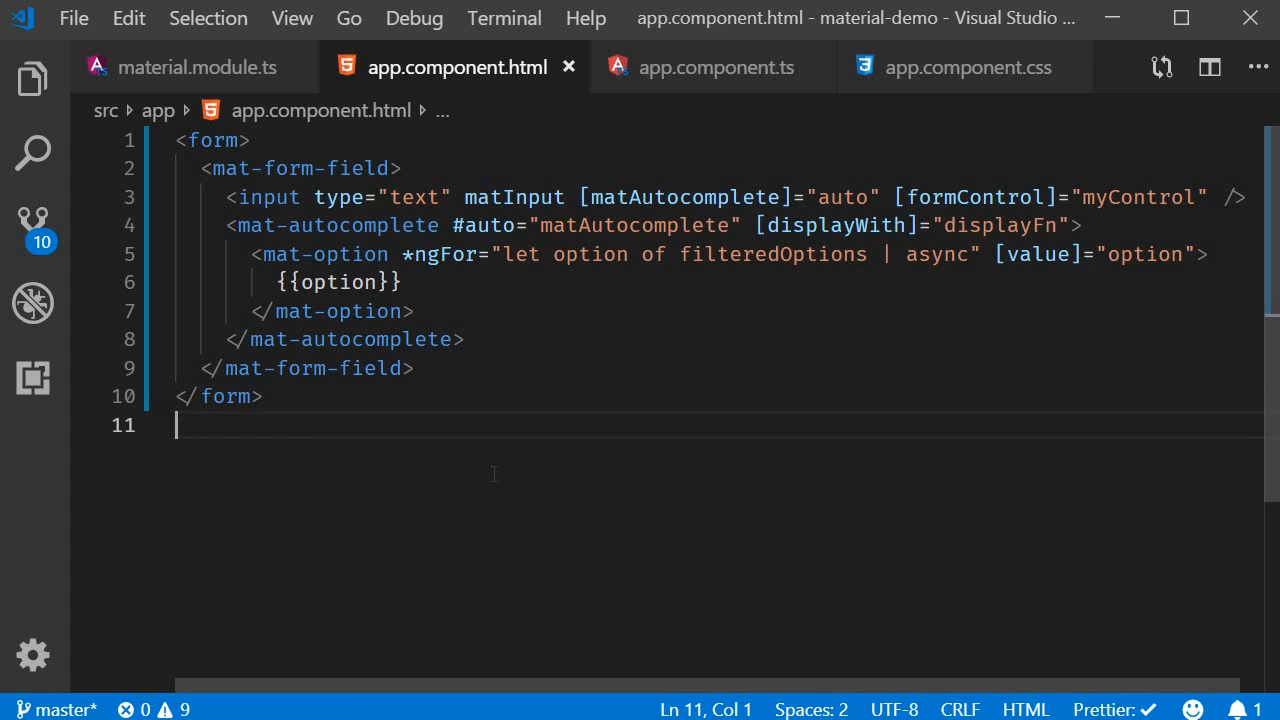 File Edit Selection View Go Debug Terminal Help app.component.html - material-demo - Visual Studio ...
material.module.ts app.component.html app.component.ts app.component.css
src app app.component.html ...
1 <form>
2 <mat-form-field>
3 <input type="text" matInput [matAutocomplete]="auto" [formControl]="myControl" />
4 <mat-autocomplete #auto="matAutocomplete" [displayWith]="displayFn">
5 <mat-option *ngFor="let option of filteredOptions | async" [value]="option">
6 {{option}}
7 </mat-option>
8 </mat-autocomplete>
9 </mat-form-field>
10 </form>
11
10
master* 0 9 Ln 11, Col 1 Spaces: 2 UTF-8 CRLF HTML Prettier: ✓ 1